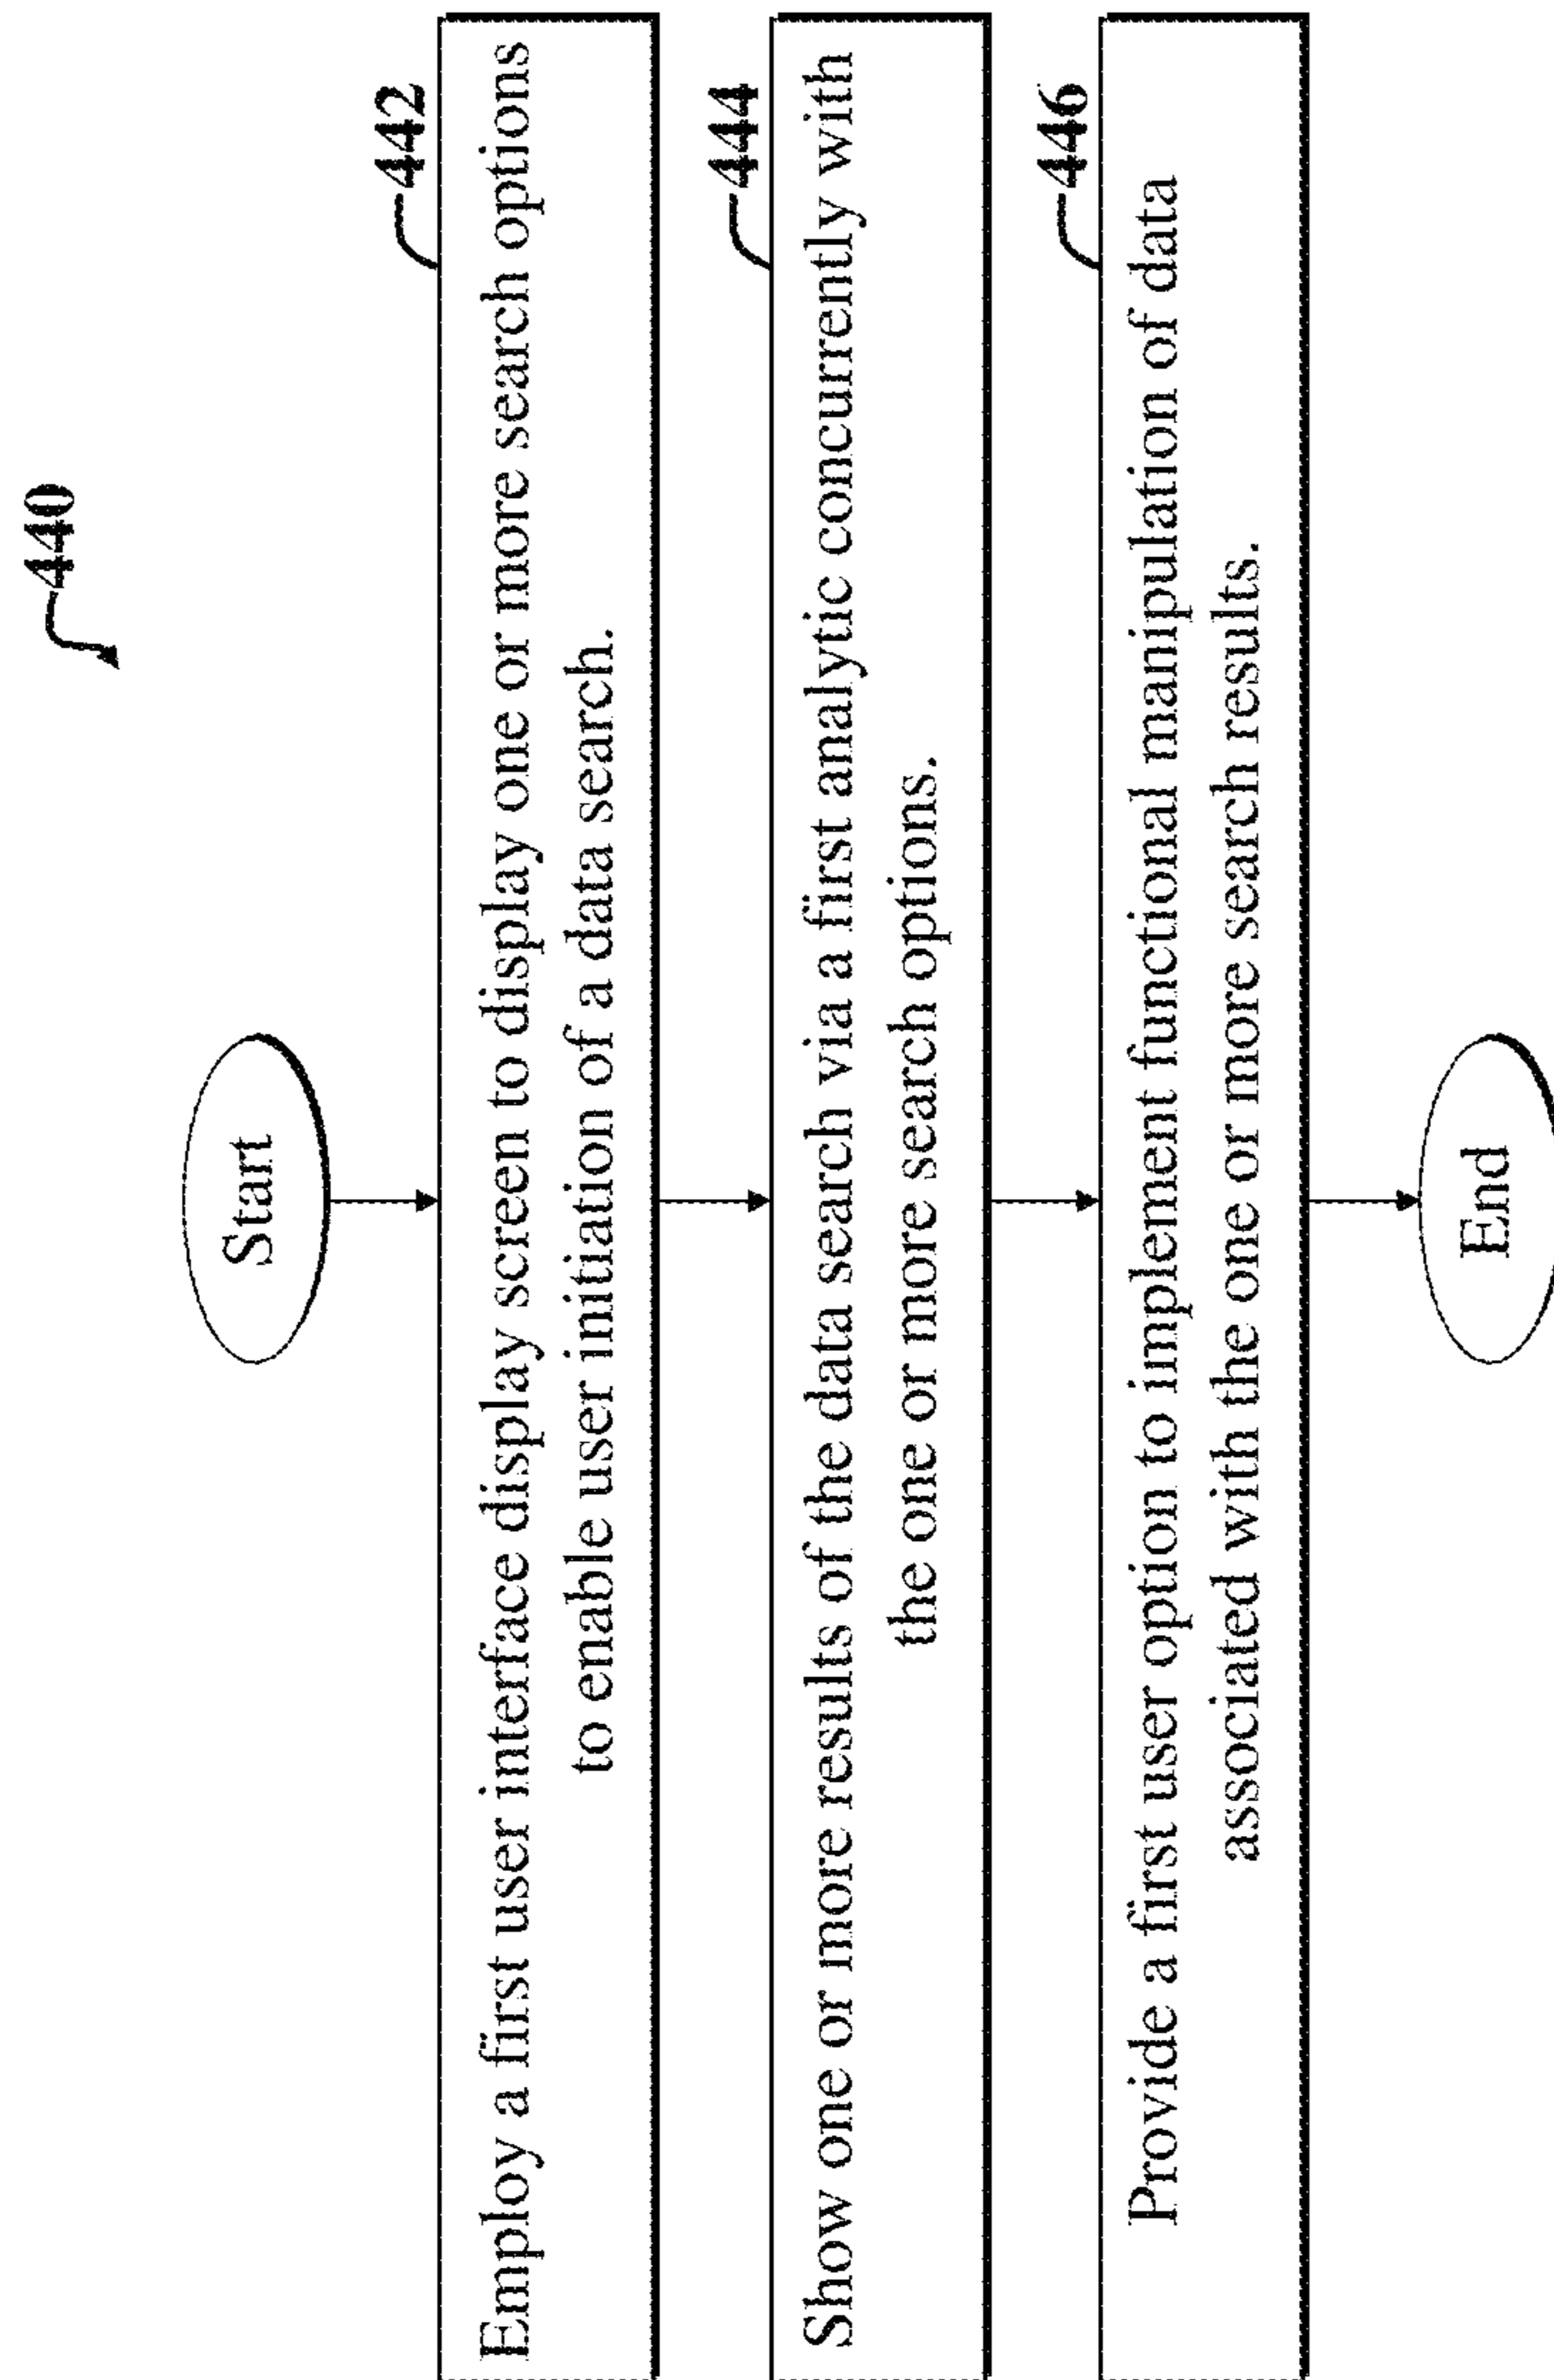 440
Start
442
Employ a first user interface display screen to display one or more search options
to enable user initiation of a data search.
444
Show one or more results of the data search via a first analytic concurrently with
the one or more search options.
446
Provide a first user option to implement functional manipulation of data
associated with the one or more search results.
End